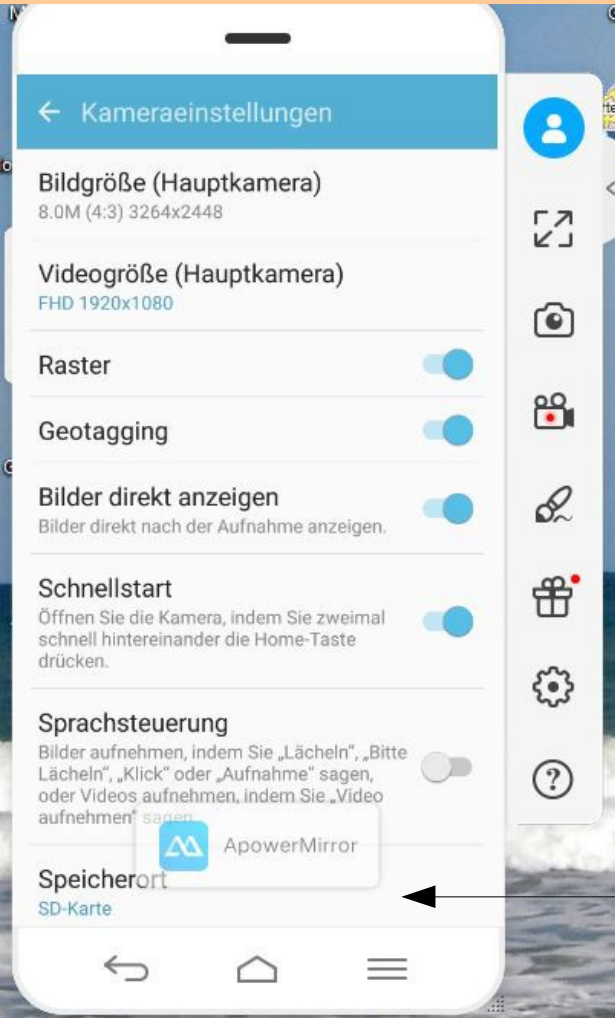 Kameraeinstellungen
Bildgröße (Hauptkamera)
8.0M (4:3) 3264x2448
Videogröße (Hauptkamera)
FHD 1920x1080
Raster
Geotagging
Bilder direkt anzeigen
Bilder direkt nach der Aufnahme anzeigen.
Schnellstart
Öffnen Sie die Kamera, indem Sie zweimal
schnell hintereinander die Home-Taste
drücken.
Sprachsteuerung
Bilder aufnehmen, indem Sie „Lächeln“, „Bitte
Lächeln“, „Klick“ oder „Aufnahme“ sagen,
oder Videos aufnehmen, indem Sie „Video
aufnehmen“ sagen.
ApowerMirror
Speicherort
SD-Karte